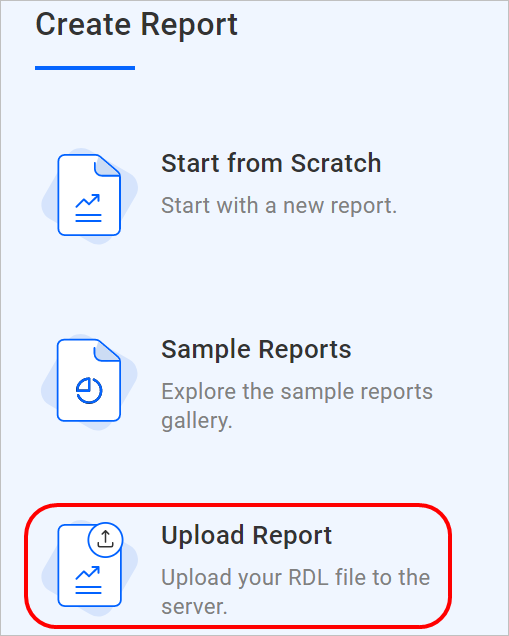 Create Report
Start from Scratch
Start with a new report.
Sample Reports
Explore the sample reports
gallery.
Upload Report
Upload your RDL file to the
server.